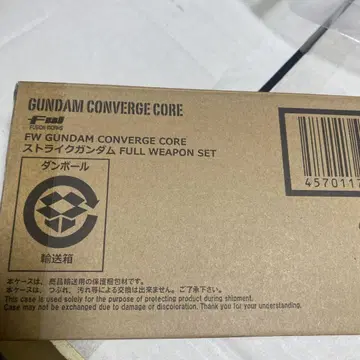 GUNDAM CONVERGE CORE
FW
FUSION WORKS
FW GUNDAM CONVERGE CORE
ストライクガンダム FULL WEAPON SET
ダンボール
輸送箱
4570117
本ケースは、商品輸送用の保護梱包材です。
本ケースは、つぶれ、汚れ等による交換は出来ません。ご了承下さい。
This case is used solely for the purpose of protecting product during shipment.
This case cannot be exchanged due to damage of discoloration. Thank you for your understanding.